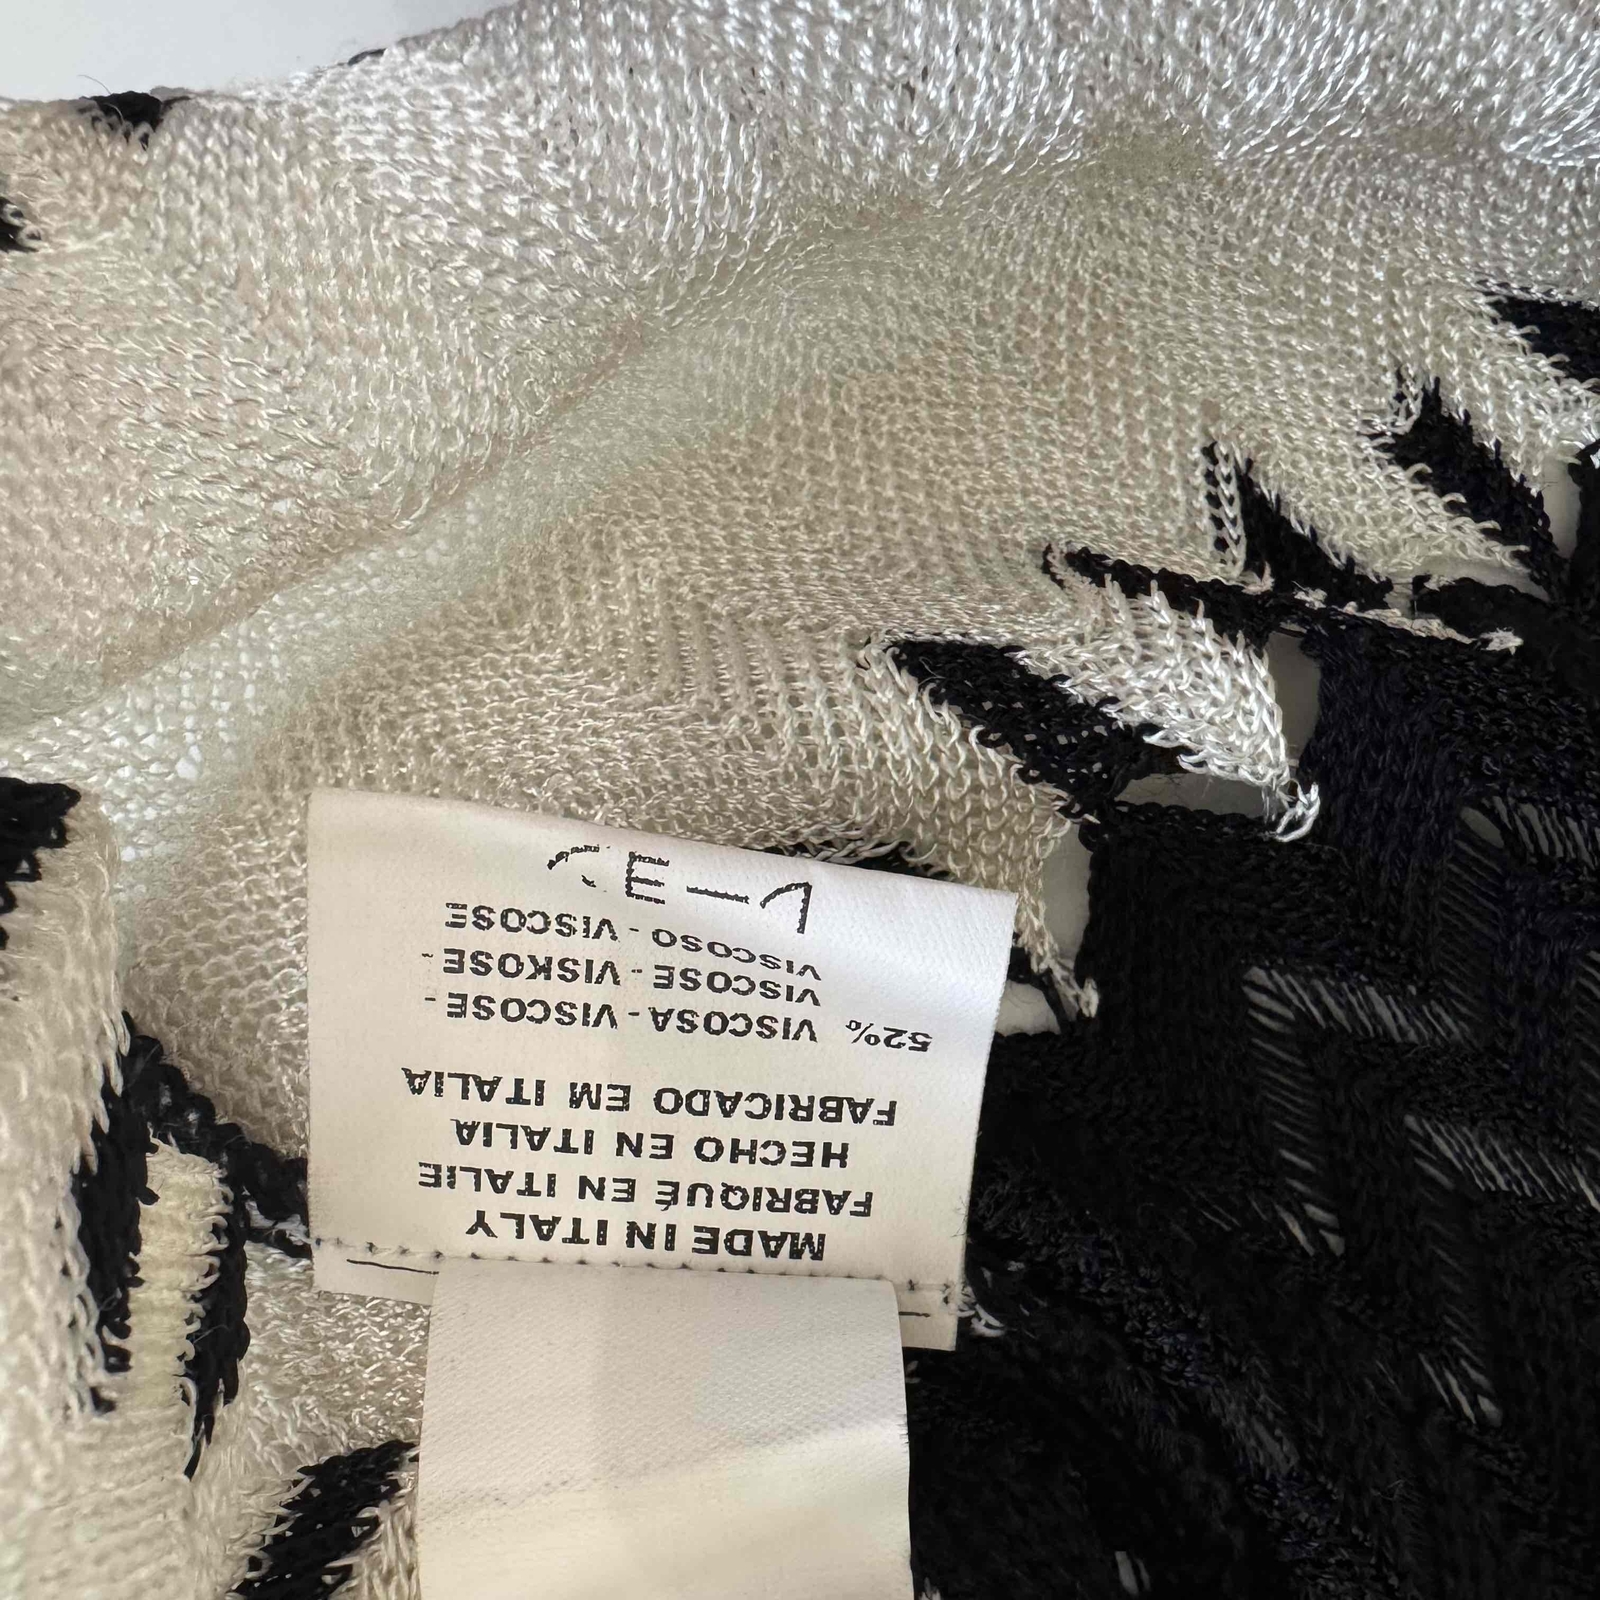 MADE IN ITALY
FABRIQUÉ EN ITALIE
HECHO EN ITALIA
FABRICADO EM ITALIA
52% VISCOSA - VISCOSE -
VISCOSE - VISKOSE -
VISCOSO - VISCOSE